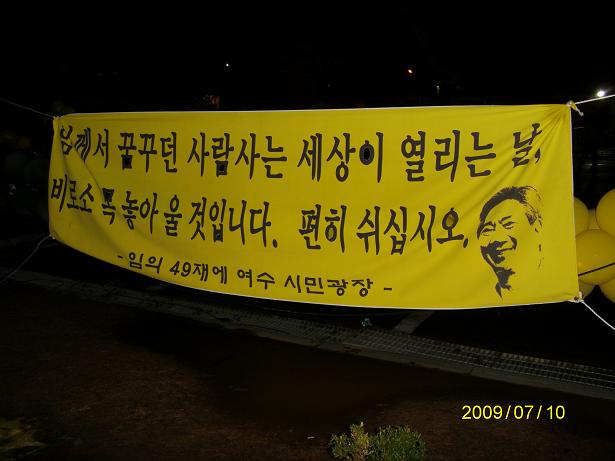 님께서 꿈꾸던 사람사는 세상이 열리는 날,
비로소 목 놓아 울 것입니다. 편히 쉬십시오.
- 임의 49재에 여수 시민광장 -
2009/07/10